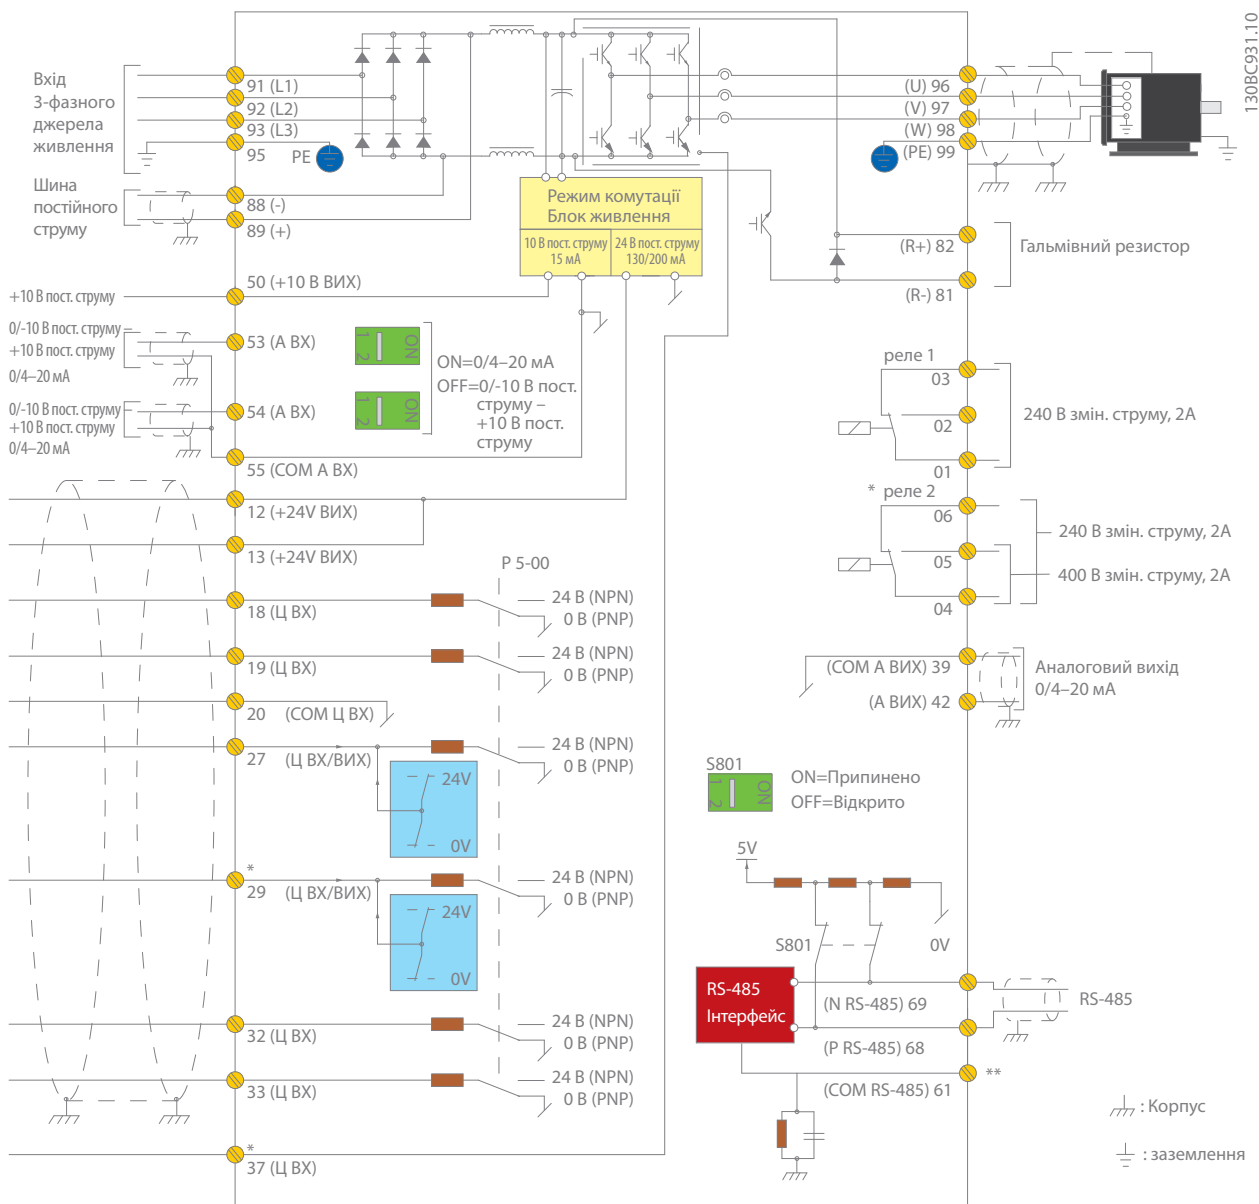 130BC931.10
Вхід
3-фазного
джерела
живлення
91 (L1)
92 (L2)
93 (L3)
95
PE
Шина
постійного
струму
88 (-)
89 (+)
Режим комутації
Блок живлення
10 В пост. струму
15 мА
24 В пост. струму
130/200 мА
(U) 96
(V) 97
(W) 98
(PE) 99
(R+) 82
Гальмівний резистор
(R-) 81
+10 В пост. струму
50 (+10 В ВИХ)
0/-10 В пост. струму –
+10 В пост. струму
0/4–20 мА
53 (А ВХ)
0/-10 В пост. струму–
+10 В пост. струму
0/4–20 мА
54 (А ВХ)
1 2
ON
1 2
ON
ON=0/4–20 мА
OFF=0/-10 В пост.
струму –
+10 В пост.
струму
55 (COM А ВХ)
12 (+24V ВИХ)
13 (+24V ВИХ)
P 5-00
18 (Ц ВХ)
24 В (NPN)
0 В (PNP)
19 (Ц ВХ)
24 В (NPN)
0 В (PNP)
20 (COM Ц ВХ)
27 (Ц ВХ/ВИХ)
24 В (NPN)
0 В (PNP)
24V
0V
*
29 (Ц ВХ/ВИХ)
24 В (NPN)
0 В (PNP)
24V
0V
32 (Ц ВХ)
24 В (NPN)
0 В (PNP)
33 (Ц ВХ)
24 В (NPN)
0 В (PNP)
*
37 (Ц ВХ)
реле 1
03
02
01
240 В змін. струму, 2А
* реле 2
06
05
04
240 В змін. струму, 2А
400 В змін. струму, 2А
(COM А ВИХ) 39
(А ВИХ) 42
Аналоговий вихід
0/4–20 мА
S801
1 2
ON
ON=Припинено
OFF=Відкрито
5V
S801
0V
RS-485
Інтерфейс
(N RS-485) 69
RS-485
(P RS-485) 68
(COM RS-485) 61
**
: Корпус
: заземлення